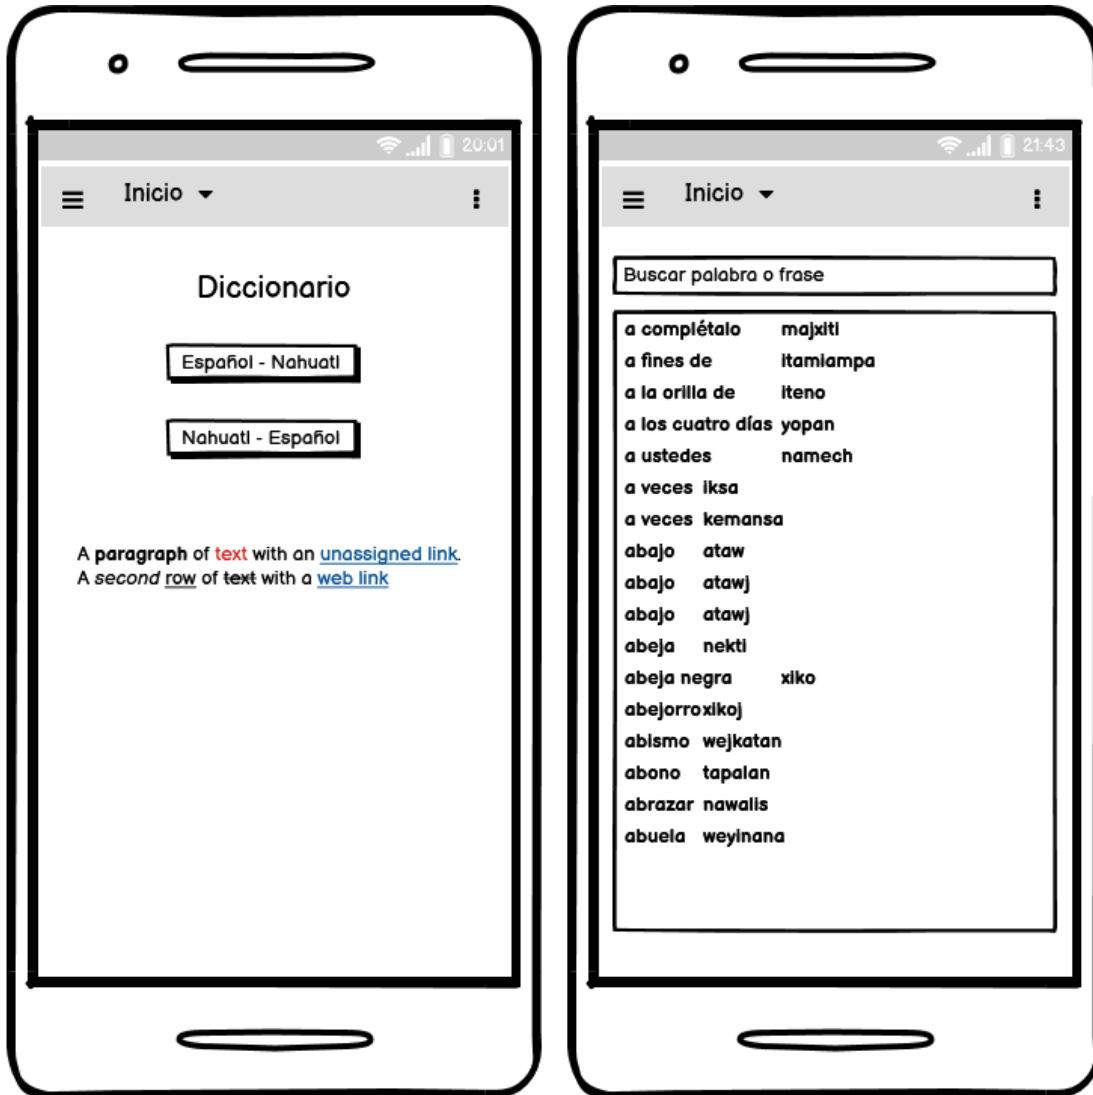 20:01
Inicio
Diccionario
Español - Nahuatl
Nahuatl - Español
A paragraph of text with an unassigned link.
A second row of text with a web link
21:43
Inicio
Buscar palabra o frase
a complétalo majxiti
a fines de itamiampa
a la orilla de iteno
a los cuatro días yopan
a ustedes namech
a veces iksa
a veces kemansa
abajo ataw
abajo atawj
abajo atawj
abeja nekti
abeja negra xiko
abejorro xikoj
abismo wejkatan
abono tapalan
abrazar nawalis
abuela weyinana